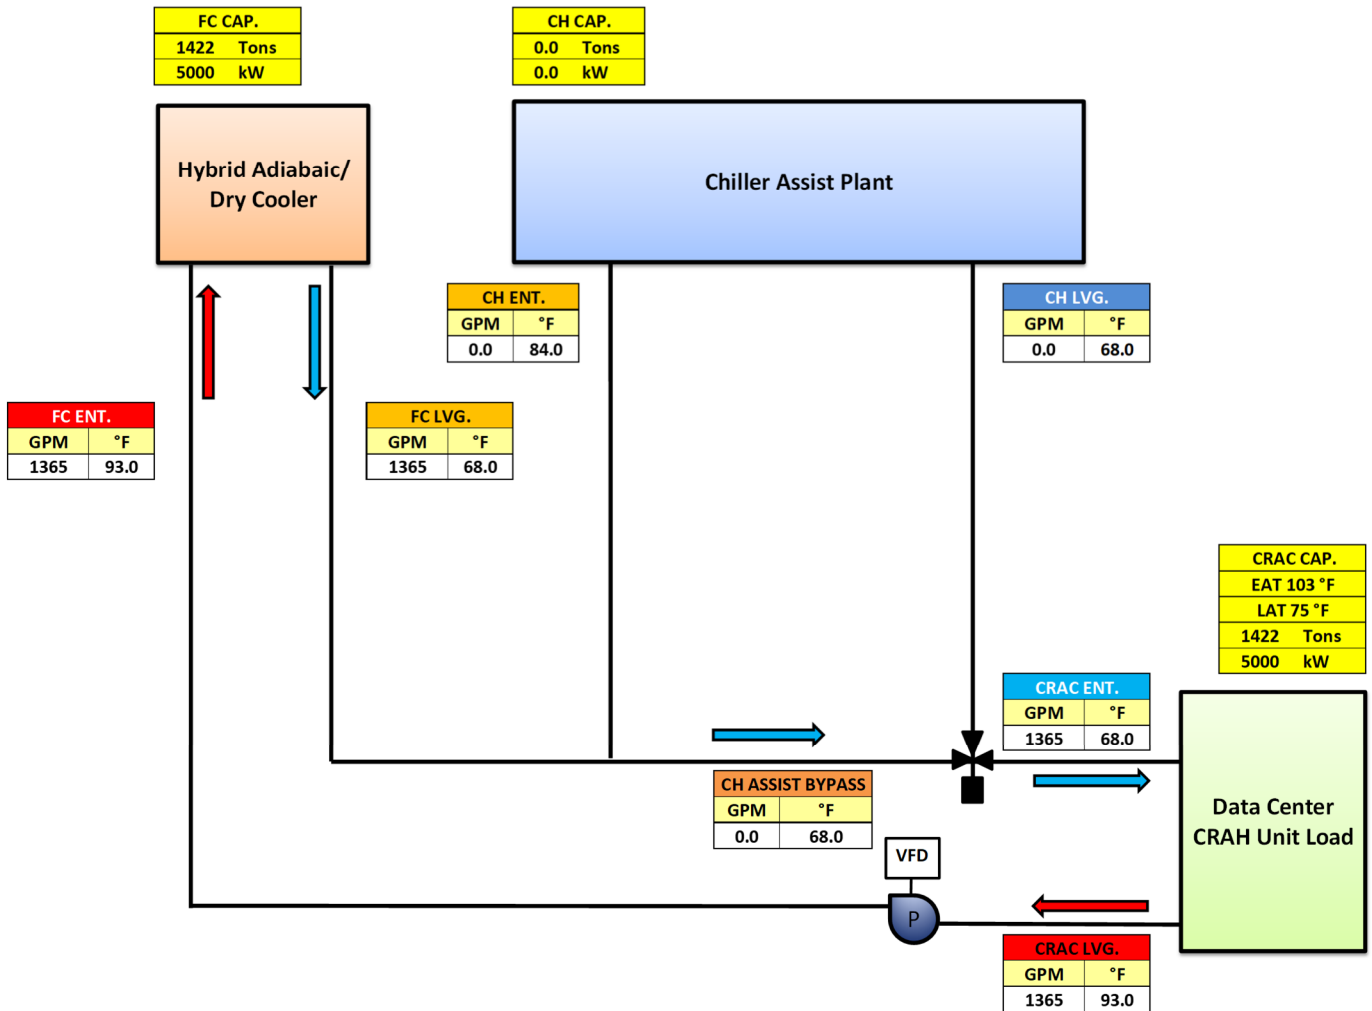 FC CAP.
1422 Tons
5000 kW
CH CAP.
0.0 Tons
0.0 kW
Hybrid Adiabaic/
Dry Cooler
Chiller Assist Plant
CH ENT.
GPM °F
0.0 84.0
CH LVG.
GPM °F
0.0 68.0
FC ENT.
GPM °F
1365 93.0
FC LVG.
GPM °F
1365 68.0
CRAC CAP.
EAT 103 °F
LAT 75 °F
1422 Tons
5000 kW
CRAC ENT.
GPM °F
1365 68.0
CH ASSIST BYPASS
GPM °F
0.0 68.0
Data Center
CRAH Unit Load
VFD
P
CRAC LVG.
GPM °F
1365 93.0